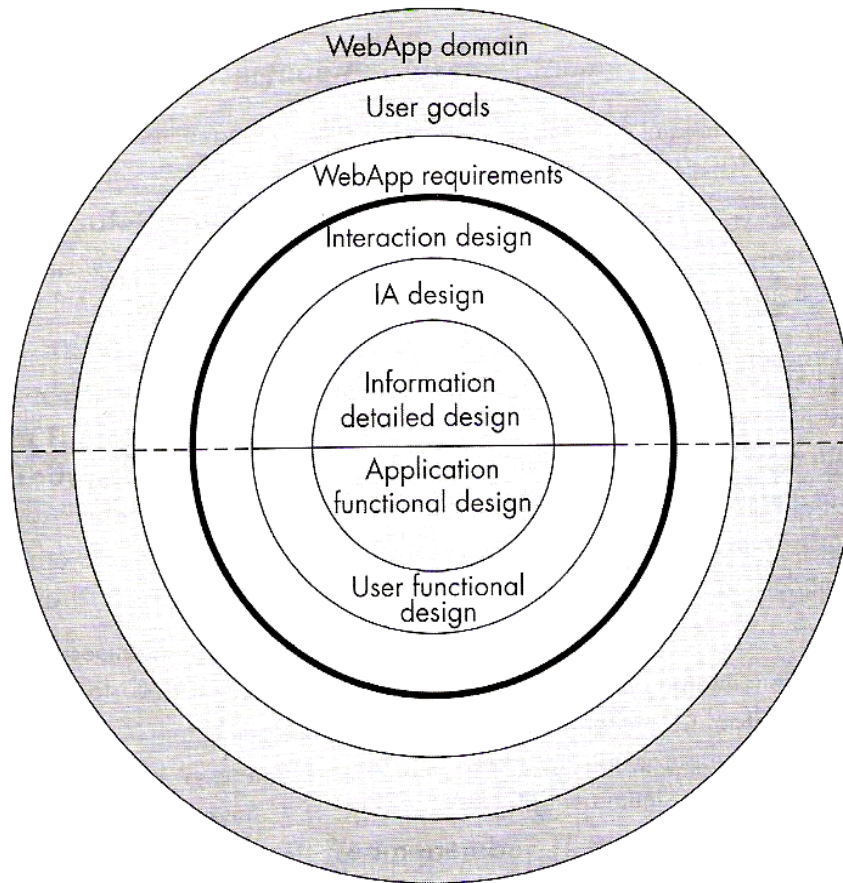 WebApp domain
User goals
WebApp requirements
Interaction design
IA design
Information
detailed design
Application
functional design
User functional
design